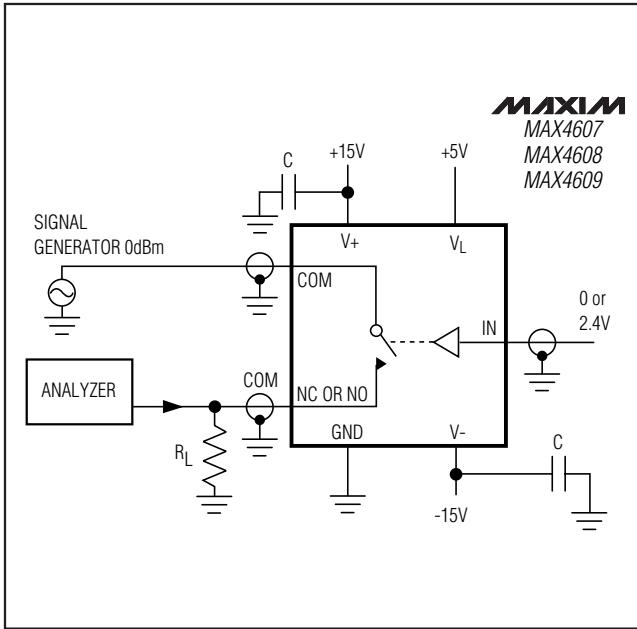 MAXIM
MAX4607
MAX4608
MAX4609
+15V
+5V
C
SIGNAL
GENERATOR 0dBm
V+
VL
COM
0 or
2.4V
IN
ANALYZER
COM
NC OR NO
RL
GND
V-
C
-15V